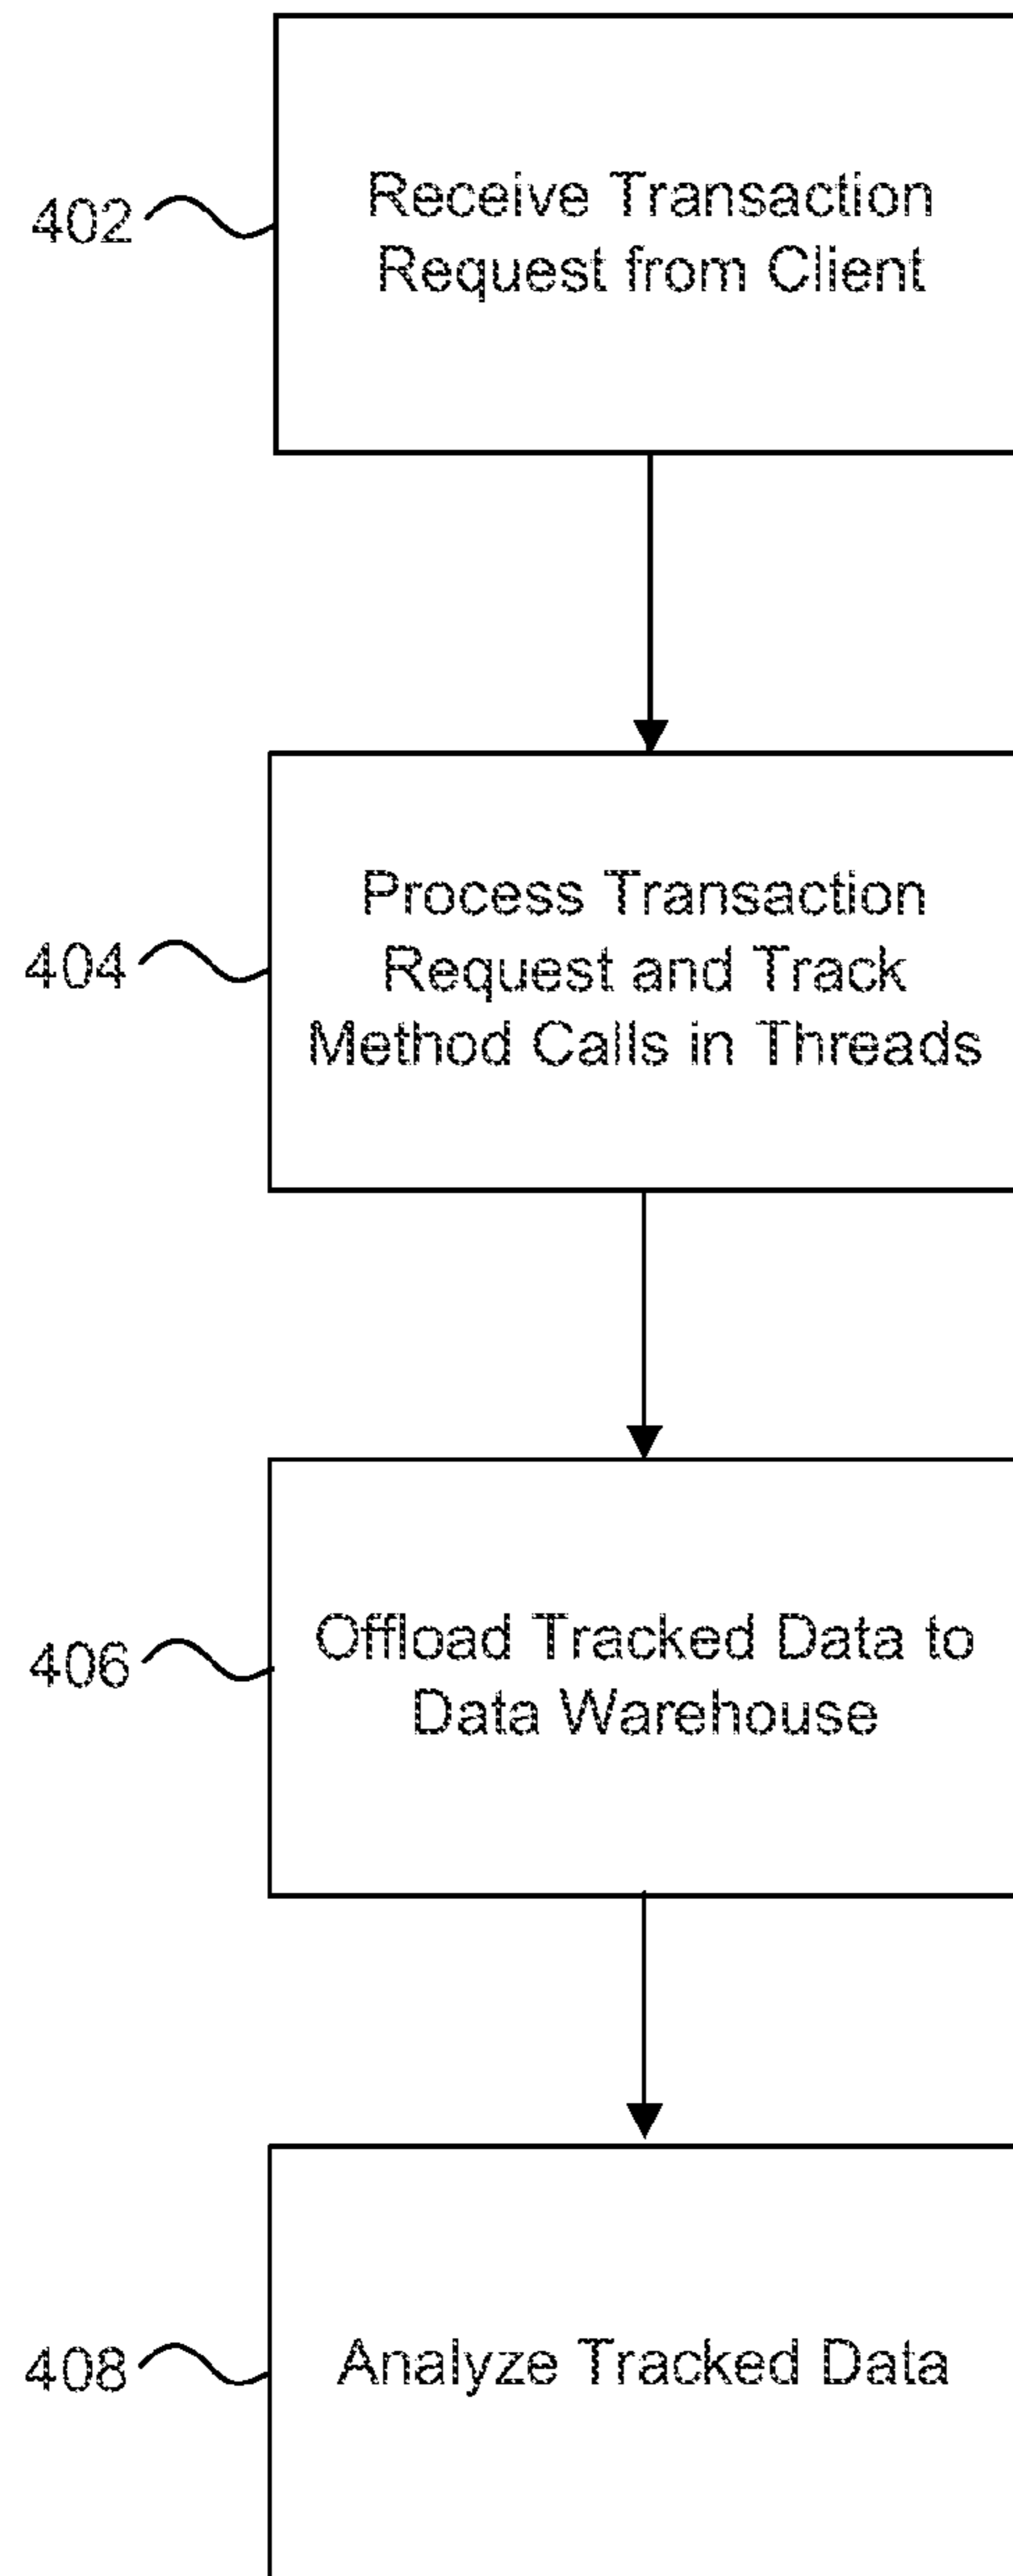 402
Receive Transaction
Request from Client
404
Process Transaction
Request and Track
Method Calls in Threads
406
Offload Tracked Data to
Data Warehouse
408
Analyze Tracked Data